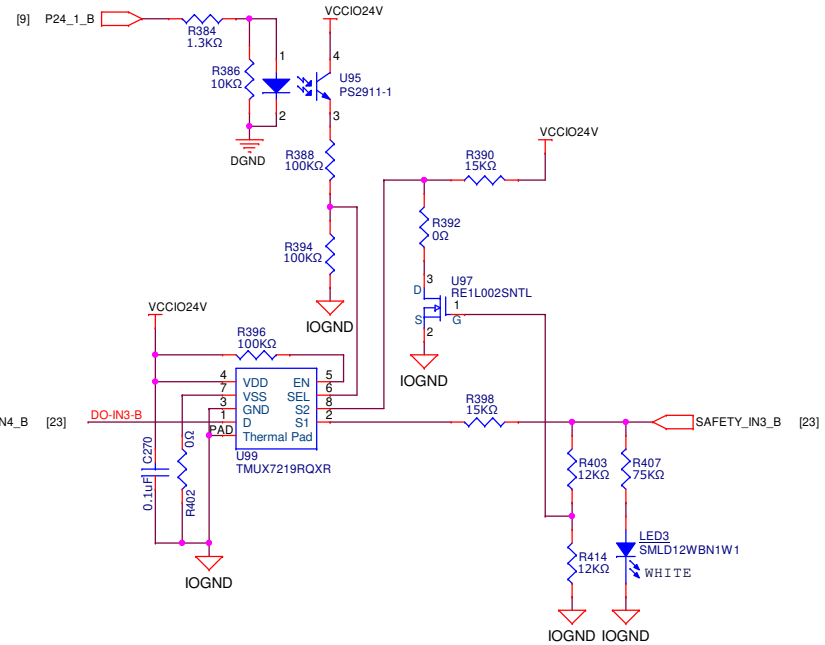 [9] P24_1_B
R384
1.3KΩ
VCCIO24V
R386
10KΩ
1
2
4
3
U95
PS2911-1
DGND
R388
100KΩ
R394
100KΩ
IOGND
VCCIO24V
R390
15KΩ
R392
0Ω
3
D
U97
RE1L002SNTL
1
G
S
2
IOGND
VCCIO24V
R396
100KΩ
4 VDD EN 5
7 VSS SEL 6
3 GND S2 8
1 D S1 2
PAD Thermal Pad
U99
TMUX7219RQXR
N4_B [23] DO-IN3-B
C270
0.1uF
0Ω
R402
IOGND
R398
15KΩ
SAFETY_IN3_B [23]
R403
12KΩ
R407
75KΩ
R414
12KΩ
LED3
SMLD12WBN1W1
WHITE
IOGND IOGND